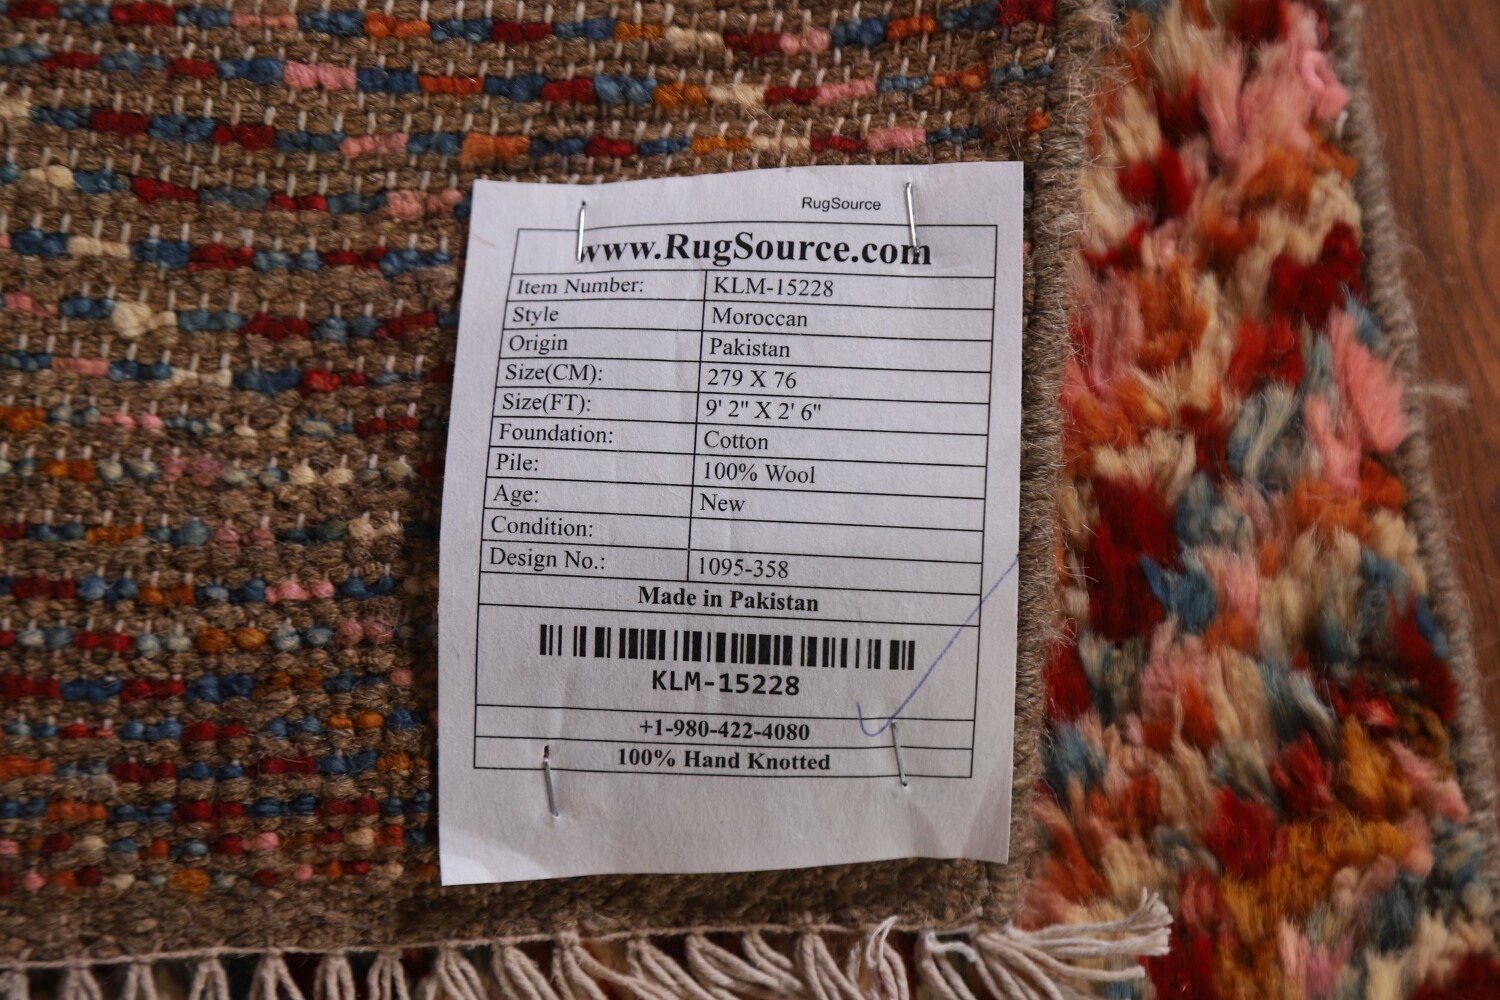 RugSource
www.RugSource.com
Item Number: KLM-15228
Style Moroccan
Origin Pakistan
Size(CM): 279 X 76
Size(FT): 9' 2" X 2' 6"
Foundation: Cotton
Pile: 100% Wool
Age: New
Condition:
Design No.: 1095-358
Made in Pakistan
KLM-15228
+1-980-422-4080
100% Hand Knotted